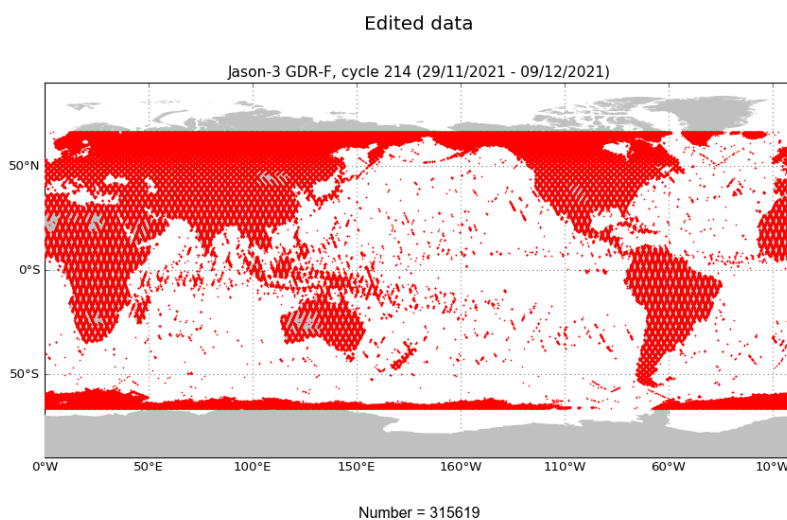 Edited data
Jason-3 GDR-F, cycle 214 (29/11/2021 - 09/12/2021)
50°N
0°S
50°S
0°W 50°E 100°E 150°E 160°W 110°W 60°W 10°W
Number = 315619